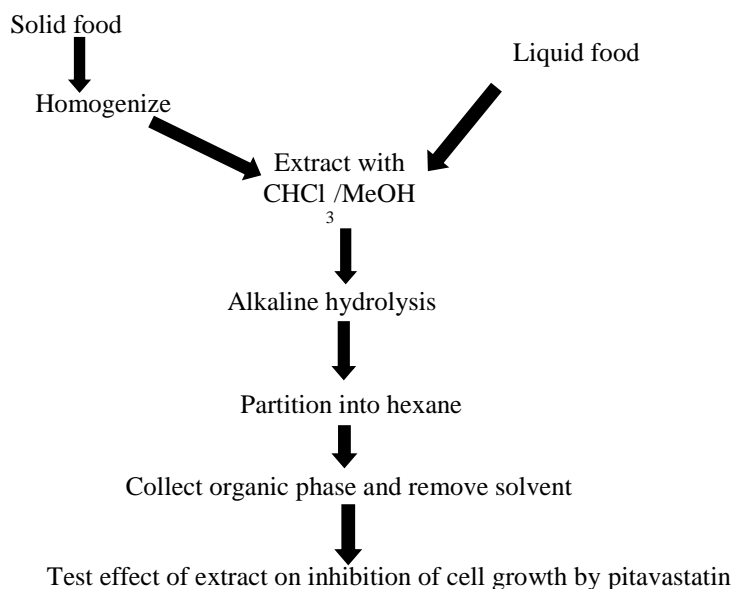 Solid food
Liquid food
Homogenize
Extract with
CHCl /MeOH
3
Alkaline hydrolysis
Partition into hexane
Collect organic phase and remove solvent
Test effect of extract on inhibition of cell growth by pitavastatin